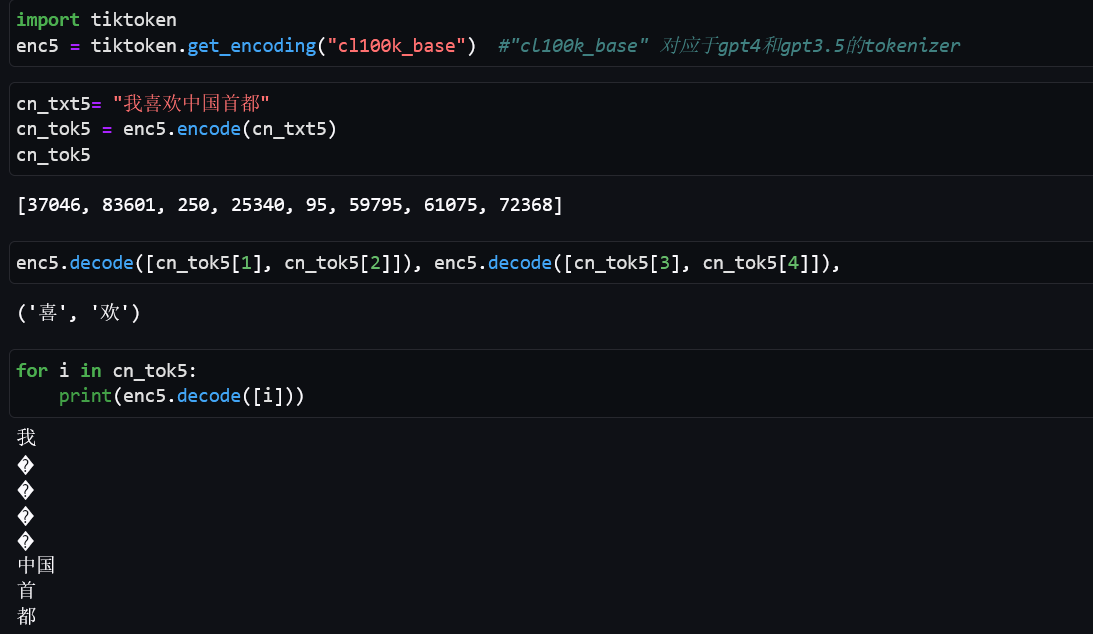 import tiktoken
enc5 = tiktoken.get_encoding("cl100k_base")  #"cl100k_base" 对应于gpt4和gpt3.5的tokenizer
cn_txt5= "我喜欢中国首都"
cn_tok5 = enc5.encode(cn_txt5)
cn_tok5
[37046, 83601, 250, 25340, 95, 59795, 61075, 72368]
enc5.decode([cn_tok5[1], cn_tok5[2]]), enc5.decode([cn_tok5[3], cn_tok5[4]]),
('喜', '欢')
for i in cn_tok5:
    print(enc5.decode([i]))
我
�
�
�
�
中国
首
都